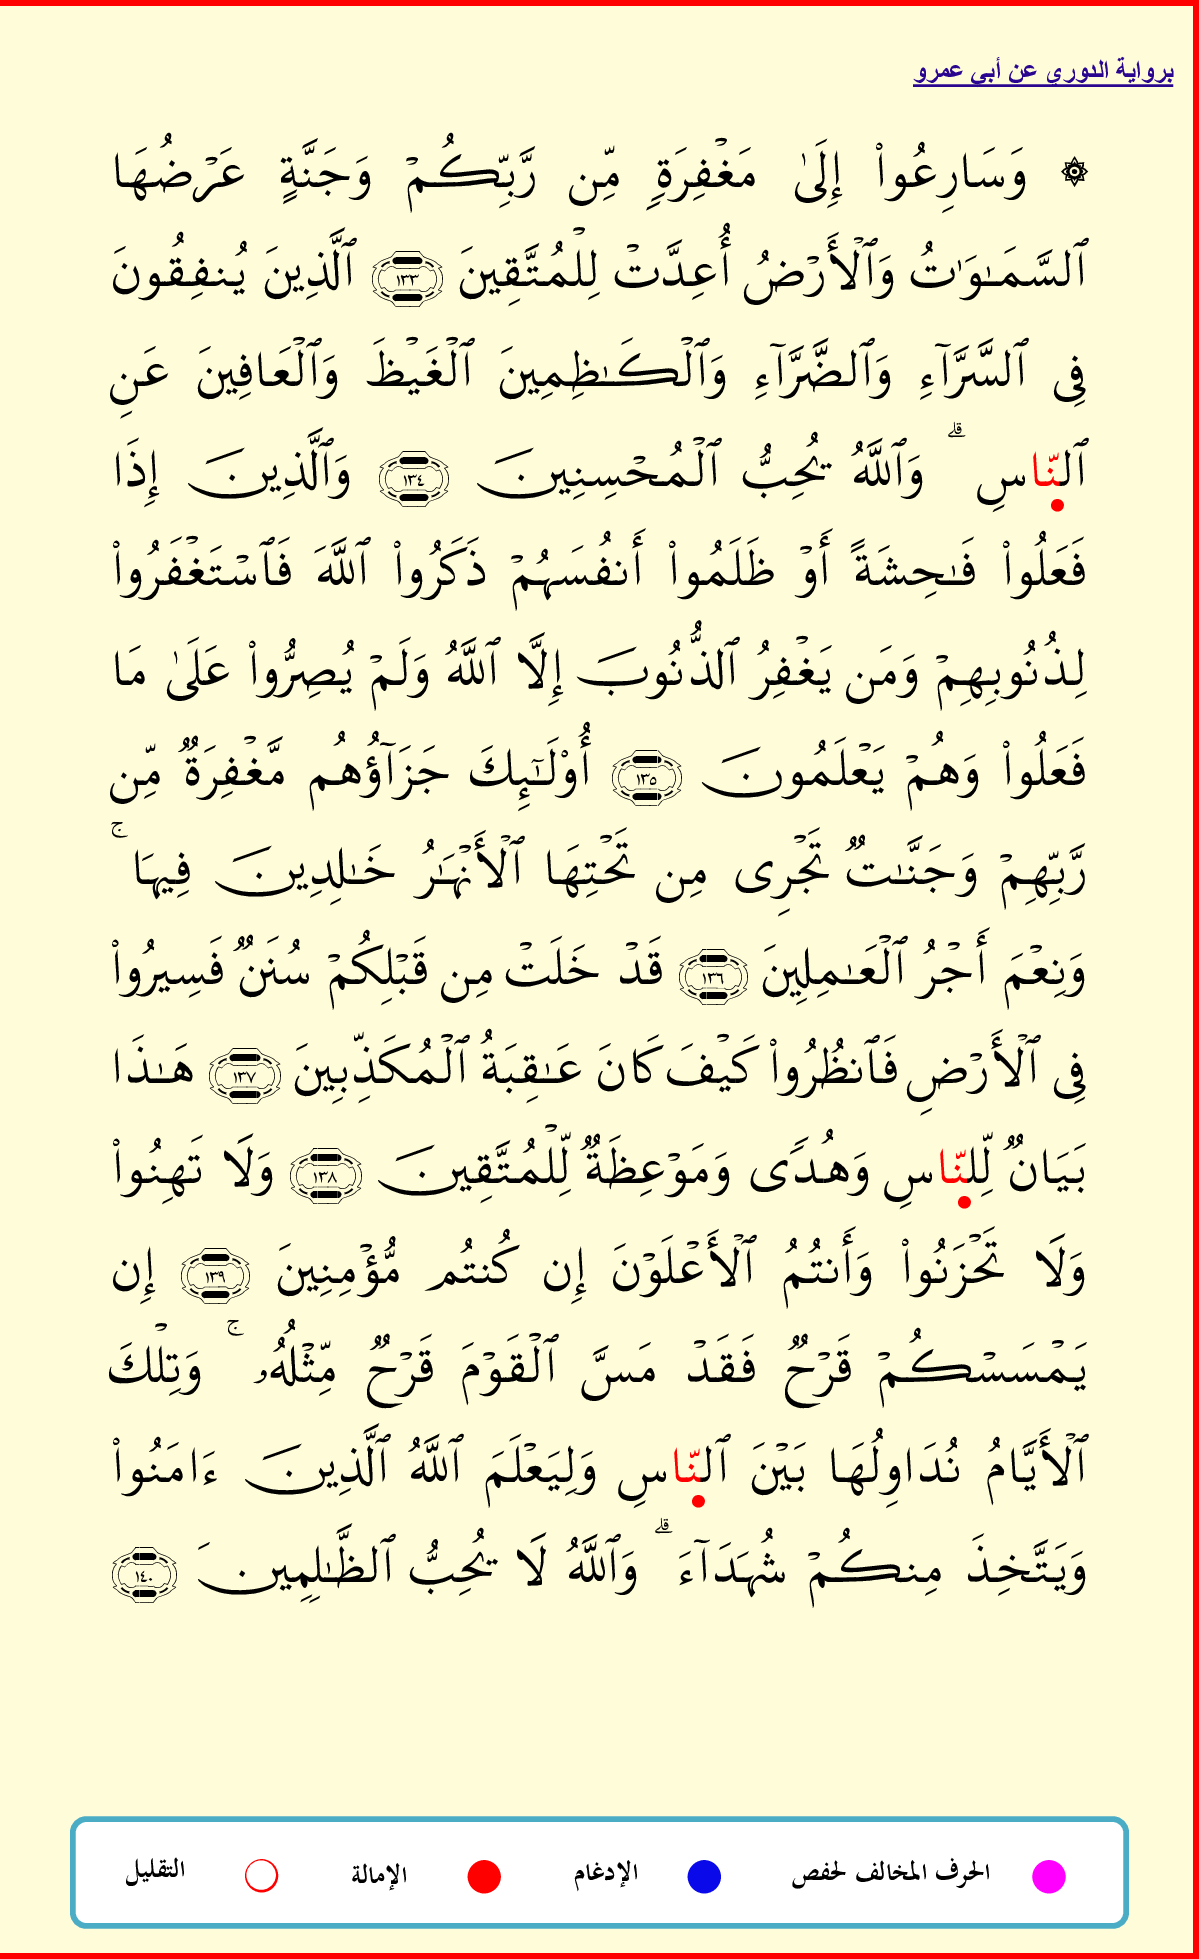 برواية الدوري عن أبي عمرو
۞ وَسَارِعُوا۟ إِلَىٰ مَغْفِرَةٍ مِّن رَّبِّكُمْ وَجَنَّةٍ عَرْضُهَا
ٱلسَّمَـٰوَٰتُ وَٱلْأَرْضُ أُعِدَّتْ لِلْمُتَّقِينَ ١٣٣ ٱلَّذِينَ يُنفِقُونَ
فِى ٱلسَّرَّآءِ وَٱلضَّرَّآءِ وَٱلْكَـٰظِمِينَ ٱلْغَيْظَ وَٱلْعَافِينَ عَنِ
ٱلنَّاسِ ۗ وَٱللَّهُ يُحِبُّ ٱلْمُحْسِنِينَ ١٣٤ وَٱلَّذِينَ إِذَا
فَعَلُوا۟ فَـٰحِشَةً أَوْ ظَلَمُوا۟ أَنفُسَهُمْ ذَكَرُوا۟ ٱللَّهَ فَٱسْتَغْفَرُوا۟
لِذُنُوبِهِمْ وَمَن يَغْفِرُ ٱلذُّنُوبَ إِلَّا ٱللَّهُ وَلَمْ يُصِرُّوا۟ عَلَىٰ مَا
فَعَلُوا۟ وَهُمْ يَعْلَمُونَ ١٣٥ أُو۟لَـٰٓئِكَ جَزَآؤُهُم مَّغْفِرَةٌ مِّن
رَّبِّهِمْ وَجَنَّـٰتٌ تَجْرِى مِن تَحْتِهَا ٱلْأَنْهَـٰرُ خَـٰلِدِينَ فِيهَا ۚ
وَنِعْمَ أَجْرُ ٱلْعَـٰمِلِينَ ١٣٦ قَدْ خَلَتْ مِن قَبْلِكُمْ سُنَنٌ فَسِيرُوا۟
فِى ٱلْأَرْضِ فَٱنظُرُوا۟ كَيْفَ كَانَ عَـٰقِبَةُ ٱلْمُكَذِّبِينَ ١٣٧ هَـٰذَا
بَيَانٌ لِّلنَّاسِ وَهُدًى وَمَوْعِظَةٌ لِّلْمُتَّقِينَ ١٣٨ وَلَا تَهِنُوا۟
وَلَا تَحْزَنُوا۟ وَأَنتُمُ ٱلْأَعْلَوْنَ إِن كُنتُم مُّؤْمِنِينَ ١٣٩ إِن
يَمْسَسْكُمْ قَرْحٌ فَقَدْ مَسَّ ٱلْقَوْمَ قَرْحٌ مِّثْلُهُۥ ۚ وَتِلْكَ
ٱلْأَيَّامُ نُدَاوِلُهَا بَيْنَ ٱلنَّاسِ وَلِيَعْلَمَ ٱللَّهُ ٱلَّذِينَ ءَامَنُوا۟
وَيَتَّخِذَ مِنكُمْ شُهَدَآءَ ۗ وَٱللَّهُ لَا يُحِبُّ ٱلظَّـٰلِمِينَ ١٤٠
الحرف المخالف لحفص الإدغام الإمالة التقليل